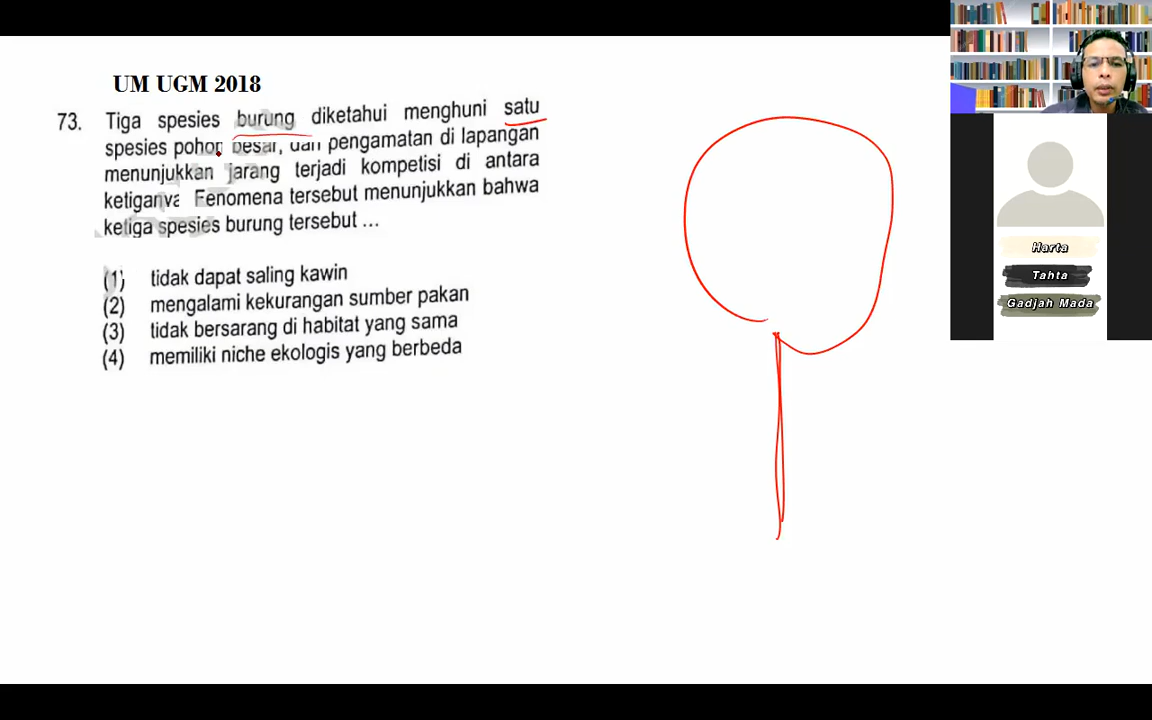 UM UGM 2018
73. Tiga spesies burung diketahui menghuni satu
spesies pohon besar, dan pengamatan di lapangan
menunjukkan jarang terjadi kompetisi di antara
ketiganya Fenomena tersebut menunjukkan bahwa
ketiga spesies burung tersebut ...
(1) tidak dapat saling kawin
(2) mengalami kekurangan sumber pakan
(3) tidak bersarang di habitat yang sama
(4) memiliki niche ekologis yang berbeda
Harta
Tahta
Gadjah Mada